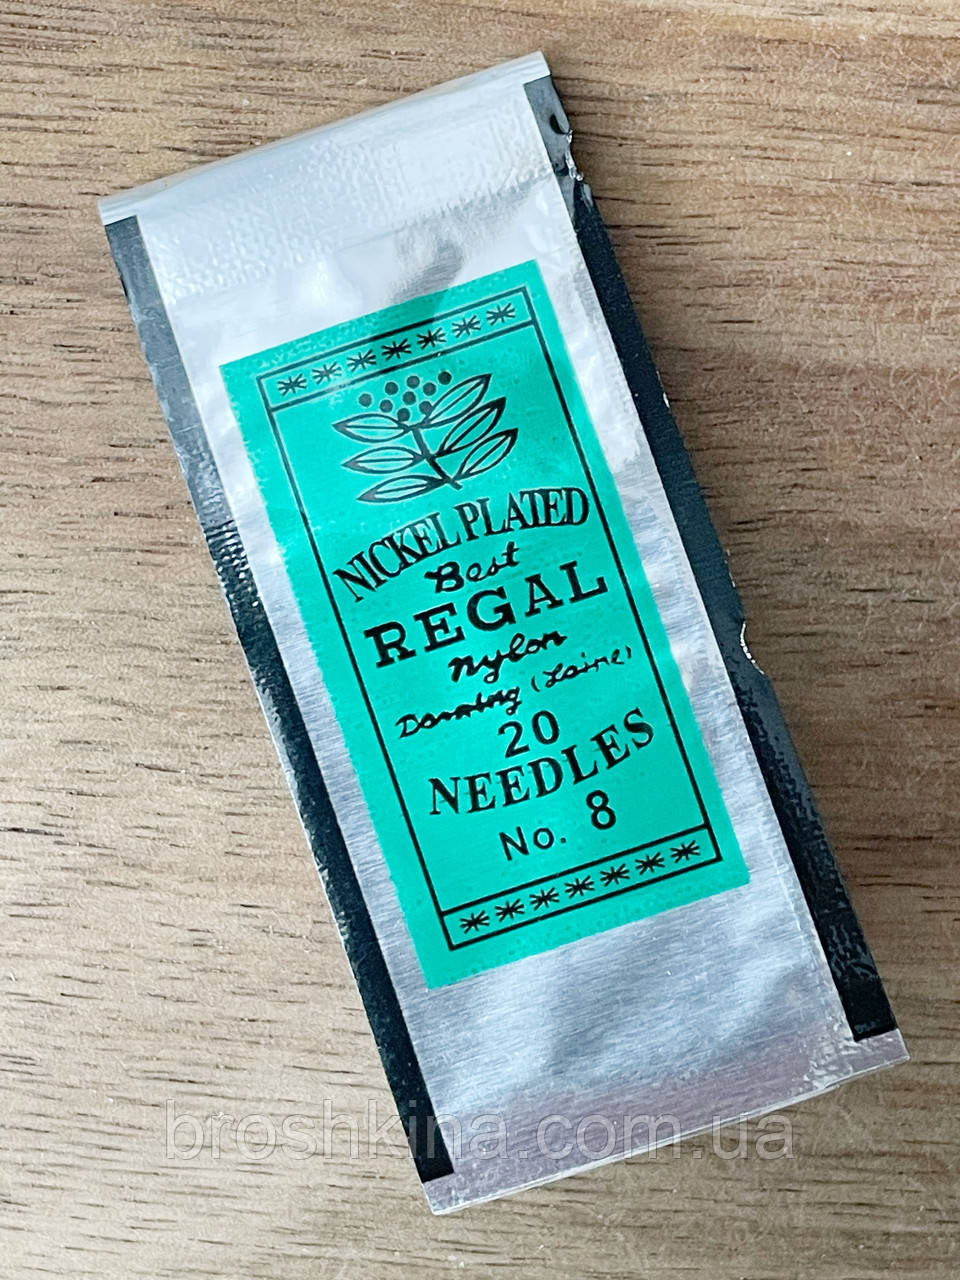 NICKEL PLATED
Best
REGAL
Nylon
Darning (Laine)
20
NEEDLES
No. 8
broshkina.com.ua